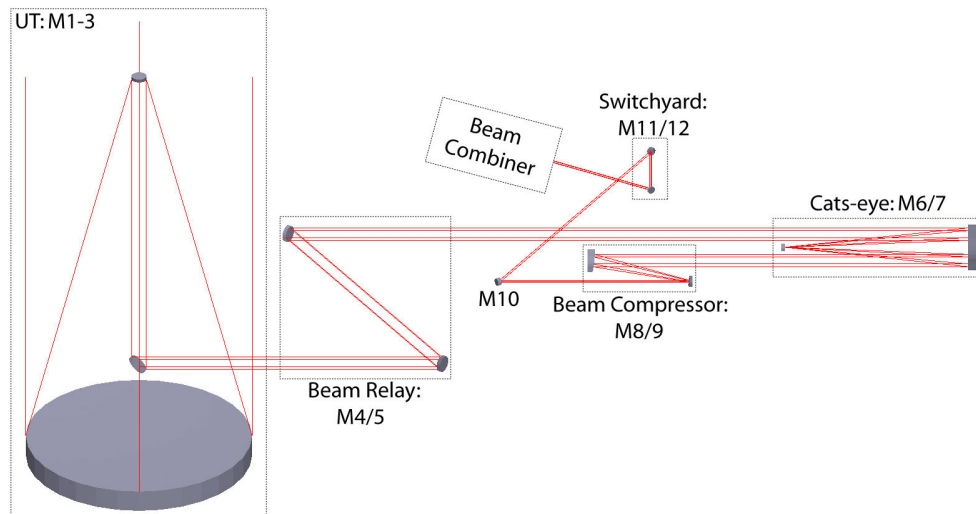 UT: M1-3
Switchyard:
M11/12
Beam
Combiner
Cats-eye: M6/7
M10
Beam Compressor:
M8/9
Beam Relay:
M4/5